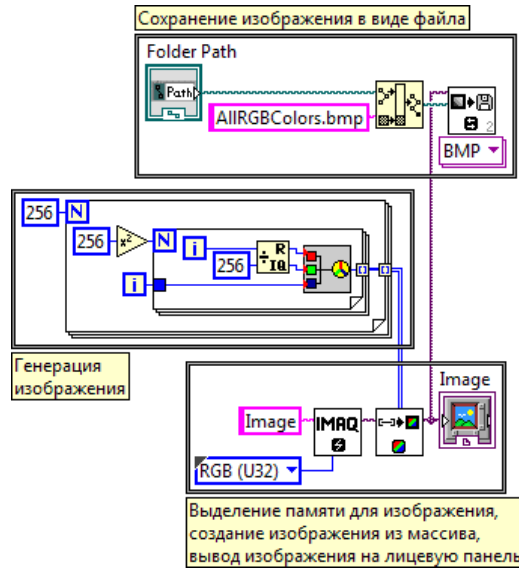 Сохранение изображения в виде файла
Folder Path
Path
AllRGBColors.bmp
2
BMP
256 N
256 x² N
i
R
IQ
256
i
Генерация
изображения
Image
Image
IMAQ
RGB (U32)
Выделение памяти для изображения,
создание изображения из массива,
вывод изображения на лицевую панель